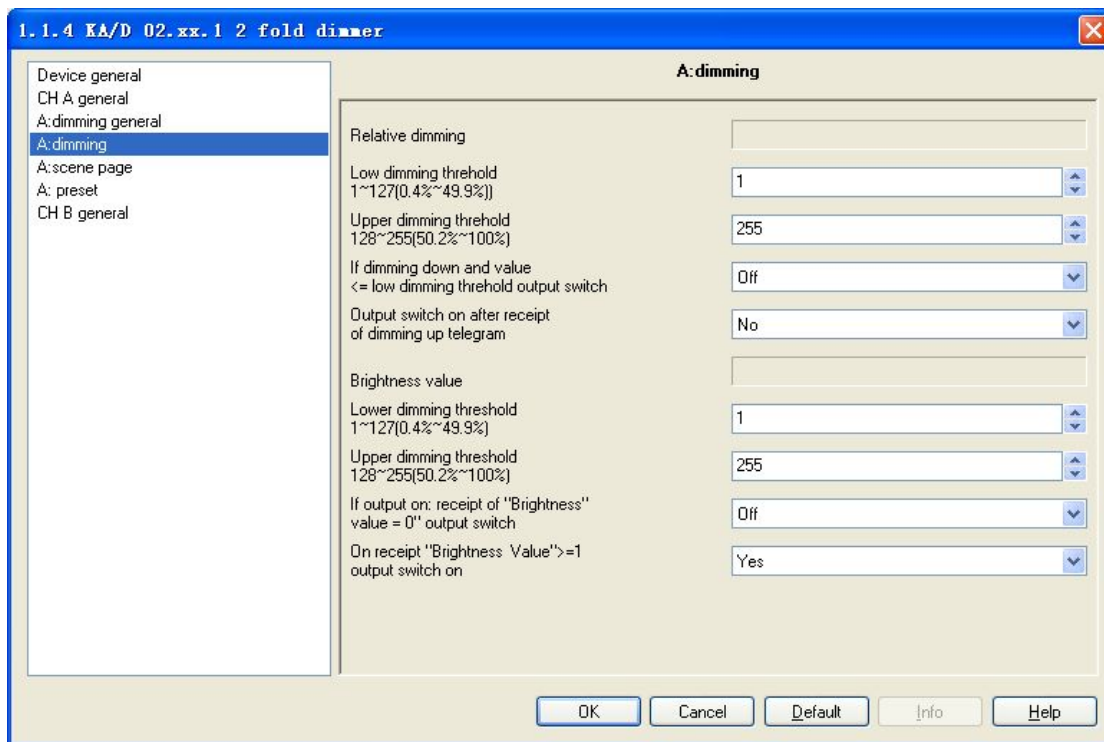 1.1.4 KA/D 02.xx.1 2 fold dimmer
Device general
CH A general
A:dimming general
A:dimming
A:scene page
A: preset
CH B general
A:dimming
Relative dimming
Low dimming threhold
1~127(0.4%~49.9%))
1
Upper dimming threhold
128~255(50.2%~100%)
255
If dimming down and value
<= low dimming threhold output switch
Off
Output switch on after receipt
of dimming up telegram
No
Brightness value
Lower dimming threshold
1~127(0.4%~49.9%)
1
Upper dimming threshold
128~255(50.2%~100%)
255
If output on: receipt of "Brightness"
value = 0" output switch
Off
On receipt "Brightness Value">=1
output switch on
Yes
OK
Cancel
Default
Info
Help